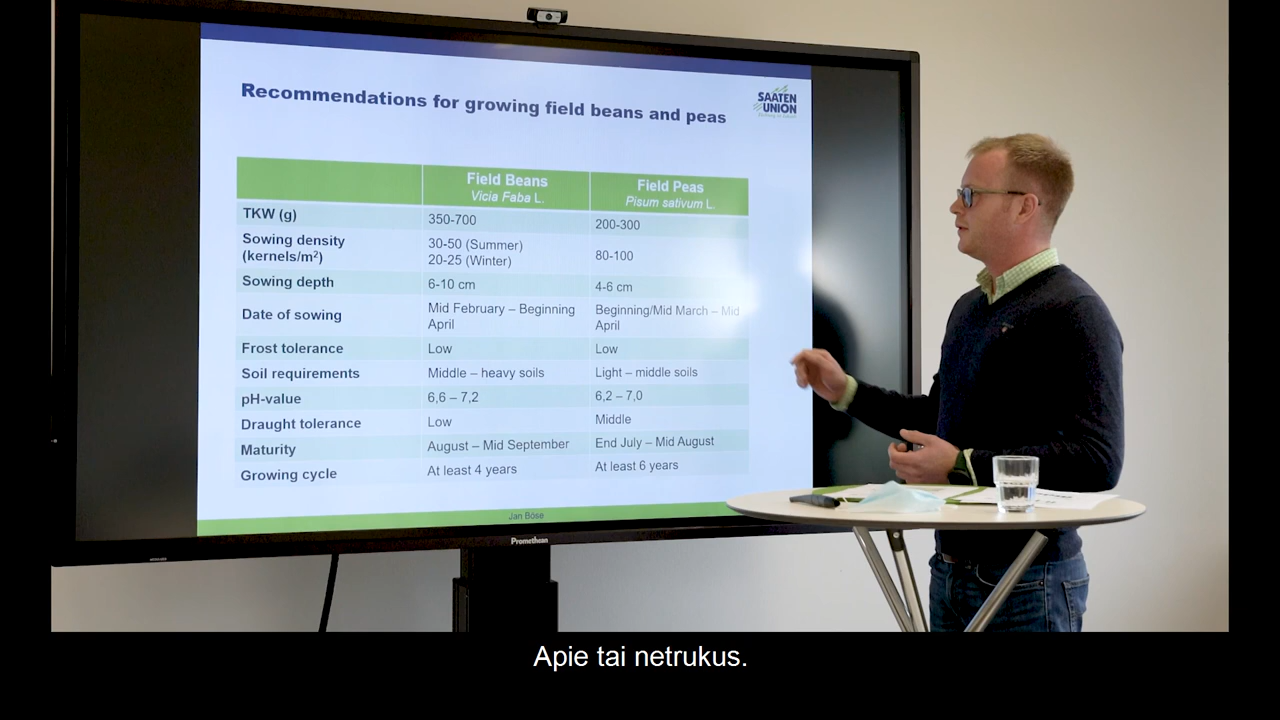 Recommendations for growing field beans and peas
SAATEN
UNION
Field Beans
Vicia Faba L.
Field Peas
Pisum sativum L.
TKW (g)
350-700
200-300
Sowing density
(kernels/m²)
30-50 (Summer)
20-25 (Winter)
80-100
Sowing depth
6-10 cm
4-6 cm
Date of sowing
Mid February – Beginning
April
Beginning/Mid March – Mid
April
Frost tolerance
Low
Low
Soil requirements
Middle – heavy soils
Light – middle soils
pH-value
6,6 – 7,2
6,2 – 7,0
Draught tolerance
Low
Middle
Maturity
August – Mid September
End July – Mid August
Growing cycle
At least 4 years
At least 6 years
Jan Böse
Promethean
Apie tai netrukus.